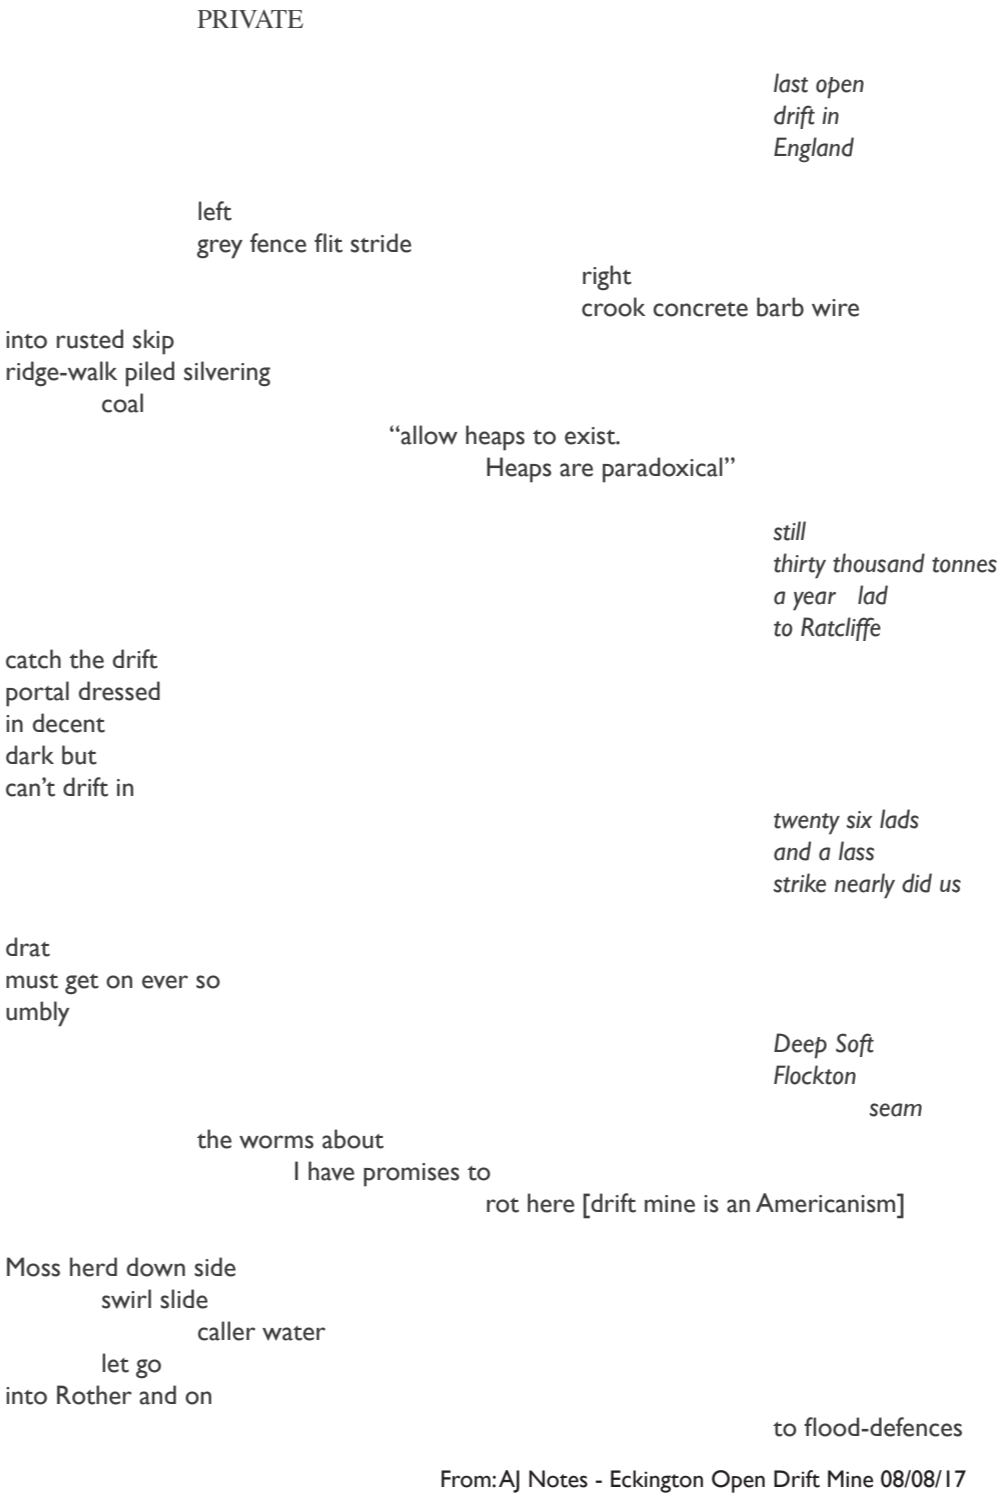 PRIVATE
last open
drift in
England
left
grey fence flit stride
right
crook concrete barb wire
into rusted skip
ridge-walk piled silvering
coal
“allow heaps to exist.
Heaps are paradoxical”
still
thirty thousand tonnes
a year   lad
to Ratcliffe
catch the drift
portal dressed
in decent
dark but
can’t drift in
twenty six lads
and a lass
strike nearly did us
drat
must get on ever so
umbly
Deep Soft
Flockton
seam
the worms about
I have promises to
rot here [drift mine is an Americanism]
Moss herd down side
swirl slide
caller water
let go
into Rother and on
to flood-defences
From: AJ Notes - Eckington Open Drift Mine 08/08/17